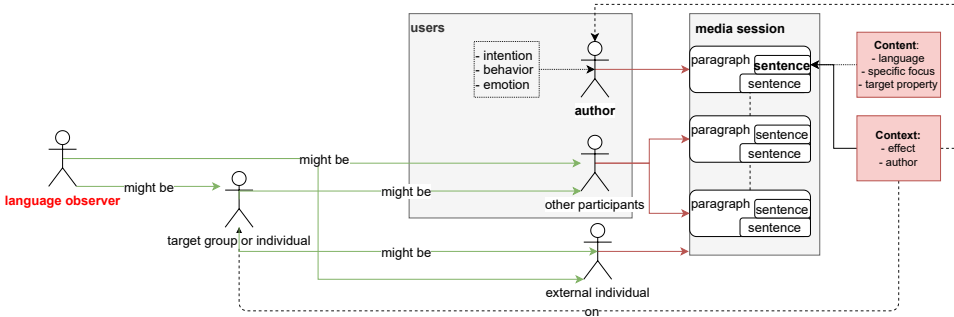 users
- intention
- behavior
- emotion
author
media session
paragraph
sentence
sentence
paragraph
sentence
sentence
paragraph
sentence
sentence
Content:
- language
- specific focus
- target property
Context:
- effect
- author
language observer
might be
might be
target group or individual
might be
other participants
might be
external individual
on